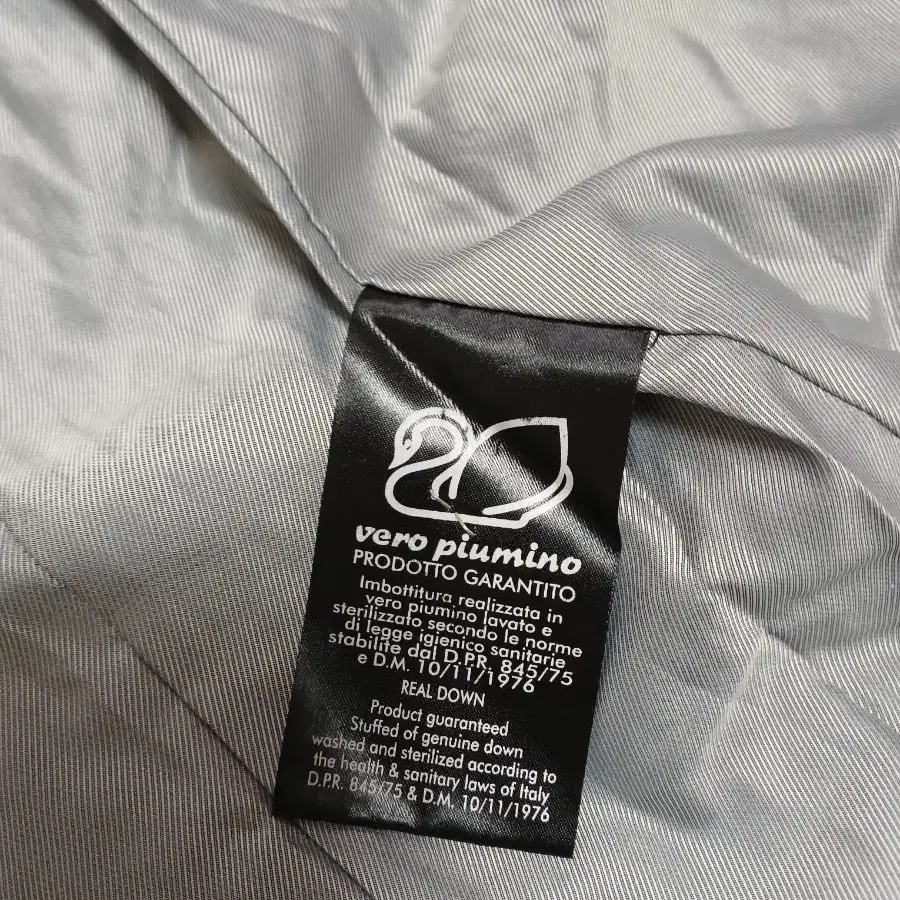 vero piumino
PRODOTTO GARANTITO
Imbottitura realizzata in
vero piumino lavato e
sterilizzato secondo le norme
di legge igienico sanitarie
stabilite dal D.P.R. 845/75
e D.M. 10/11/1976
REAL DOWN
Product guaranteed
Stuffed of genuine down
washed and sterilized according to
the health & sanitary laws of Italy
D.P.R. 845/75 & D.M. 10/11/1976